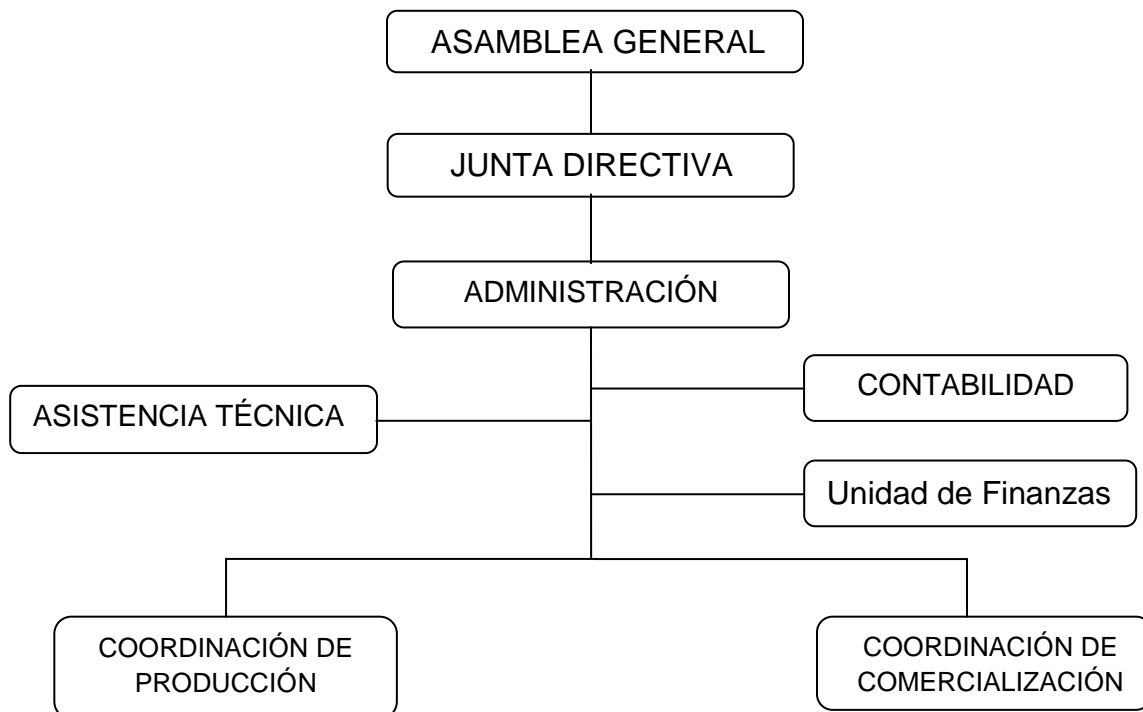 ASAMBLEA GENERAL
JUNTA DIRECTIVA
ADMINISTRACIÓN
CONTABILIDAD
ASISTENCIA TÉCNICA
Unidad de Finanzas
COORDINACIÓN DE
PRODUCCIÓN
COORDINACIÓN DE
COMERCIALIZACIÓN